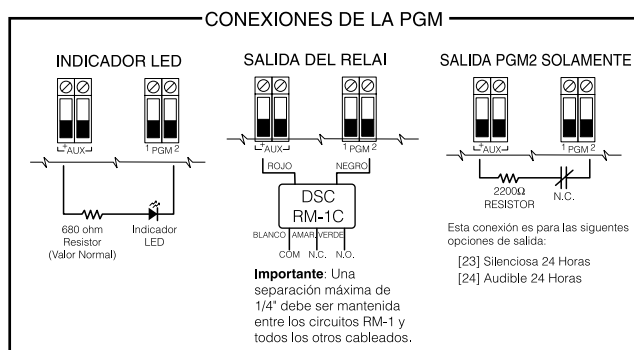 CONEXIONES DE LA PGM
INDICADOR LED
+AUX-
1 PGM 2
680 ohm
Resistor
(Valor Normal)
Indicador
LED
SALIDA DEL RELAI
+AUX-
1 PGM 2
ROJO
NEGRO
DSC
RM-1C
BLANCO AMAR. VERDE
COM N.C. N.O.
Importante: Una
separación máxima de
1/4" debe ser mantenida
entre los circuitos RM-1 y
todos los otros cableados.
SALIDA PGM2 SOLAMENTE
+AUX-
1 PGM 2
2200Ω
RESISTOR
N.C.
Esta conexión es para las siguentes
opciones de salida:
[23] Silenciosa 24 Horas
[24] Audible 24 Horas